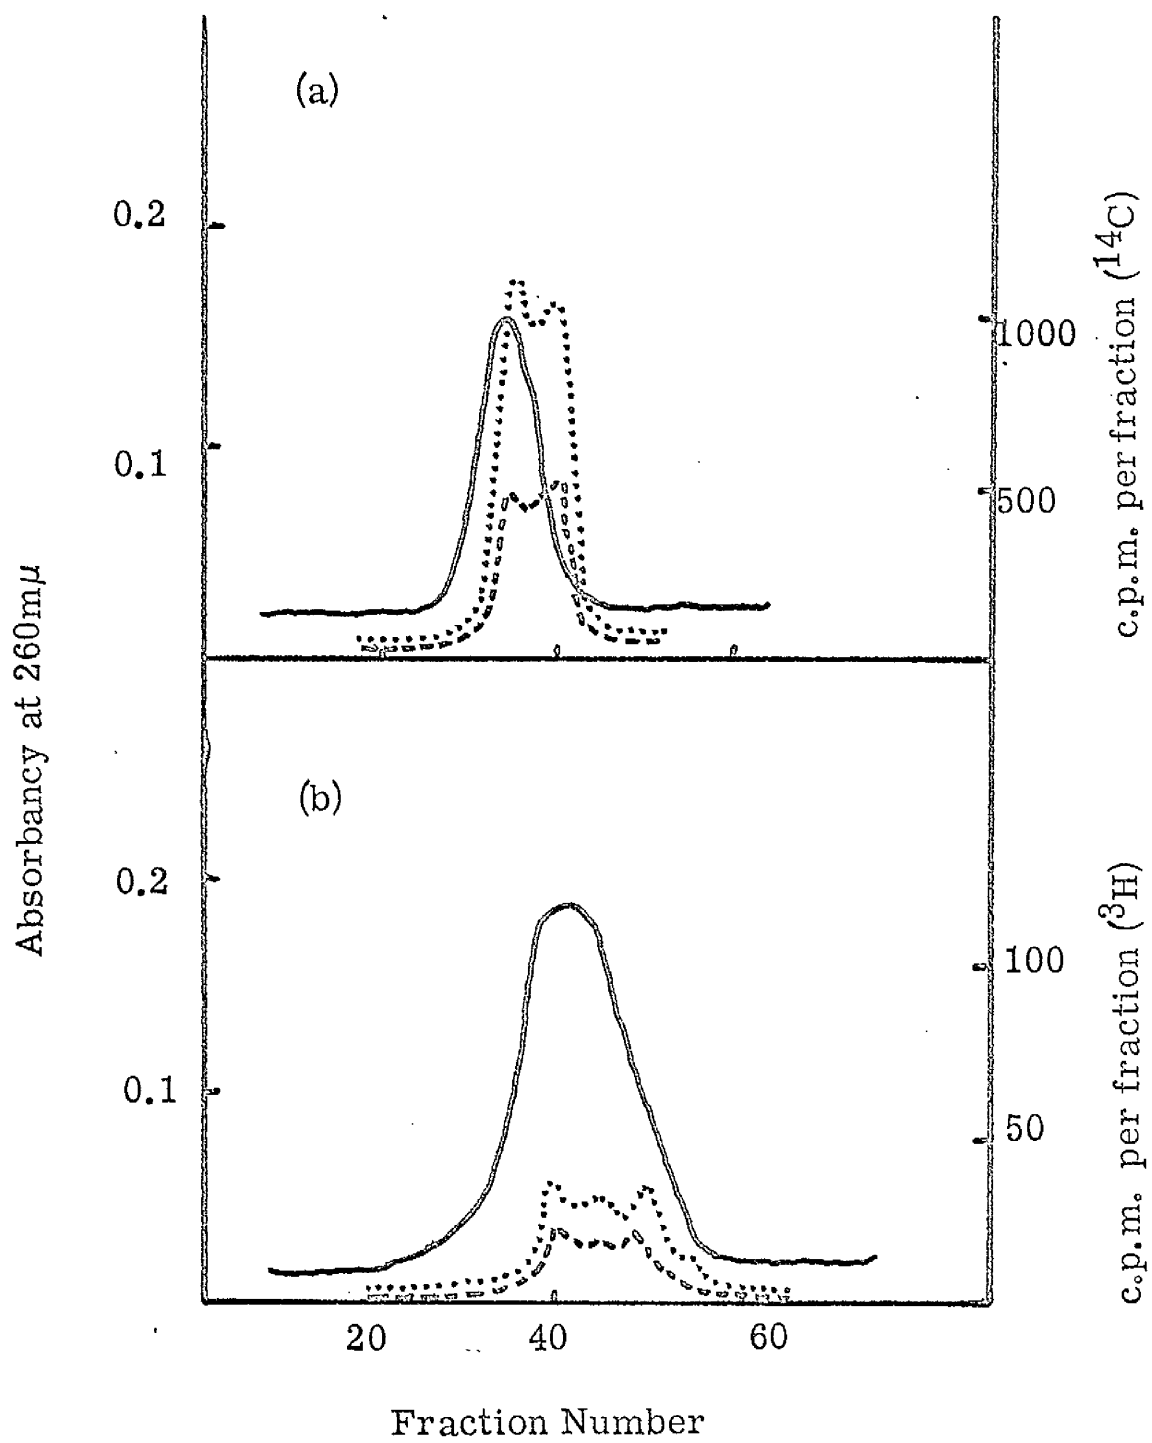 (a)
0.2
0.1
1000
500
c.p.m. per fraction (14C)
Absorbancy at 260mμ
(b)
0.2
0.1
100
50
c.p.m. per fraction (3H)
20 40 60
Fraction Number